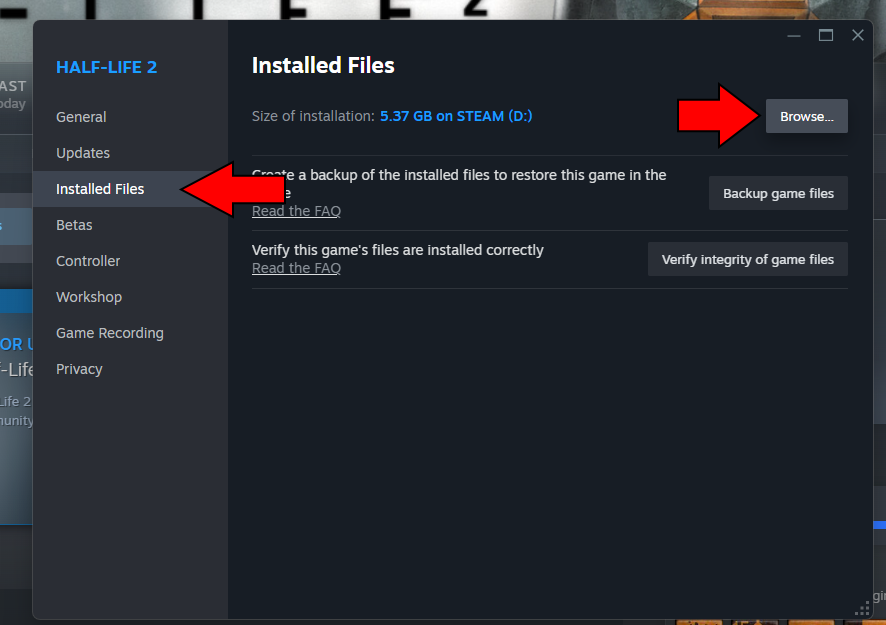 HALF-LIFE 2
General
Updates
Installed Files
Betas
Controller
Workshop
Game Recording
Privacy
Installed Files
Size of installation: 5.37 GB on STEAM (D:)
Browse...
Create a backup of the installed files to restore this game in the
Read the FAQ
Backup game files
Verify this game's files are installed correctly
Read the FAQ
Verify integrity of game files
AST
oday
OR U
-Life
Life 2
munity